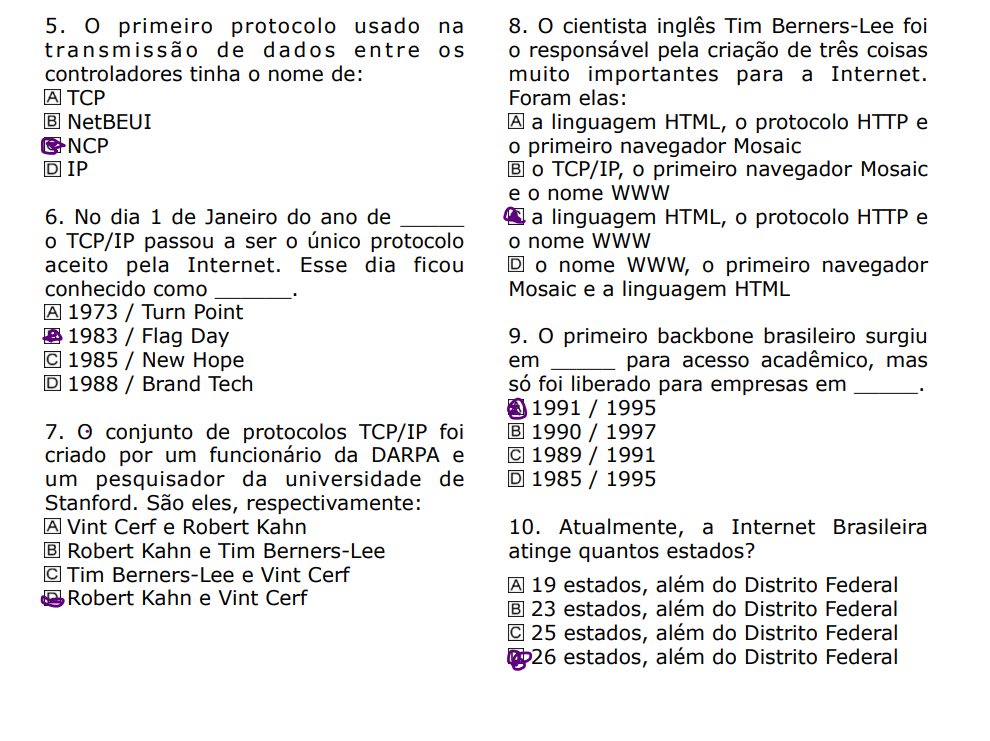 5. O primeiro protocolo usado na
transmissão de dados entre os
controladores tinha o nome de:
A TCP
B NetBEUI
NCP
D IP
6. No dia 1 de Janeiro do ano de ______
o TCP/IP passou a ser o único protocolo
aceito pela Internet. Esse dia ficou
conhecido como _______.
A 1973 / Turn Point
1983 / Flag Day
C 1985 / New Hope
D 1988 / Brand Tech
7. O conjunto de protocolos TCP/IP foi
criado por um funcionário da DARPA e
um pesquisador da universidade de
Stanford. São eles, respectivamente:
A Vint Cerf e Robert Kahn
B Robert Kahn e Tim Berners-Lee
C Tim Berners-Lee e Vint Cerf
D Robert Kahn e Vint Cerf
8. O cientista inglês Tim Berners-Lee foi
o responsável pela criação de três coisas
muito importantes para a Internet.
Foram elas:
A a linguagem HTML, o protocolo HTTP e
o primeiro navegador Mosaic
B o TCP/IP, o primeiro navegador Mosaic
e o nome WWW
a linguagem HTML, o protocolo HTTP e
o nome WWW
D o nome WWW, o primeiro navegador
Mosaic e a linguagem HTML
9. O primeiro backbone brasileiro surgiu
em ______ para acesso acadêmico, mas
só foi liberado para empresas em ______.
1991 / 1995
B 1990 / 1997
C 1989 / 1991
D 1985 / 1995
10. Atualmente, a Internet Brasileira
atinge quantos estados?
A 19 estados, além do Distrito Federal
B 23 estados, além do Distrito Federal
C 25 estados, além do Distrito Federal
26 estados, além do Distrito Federal